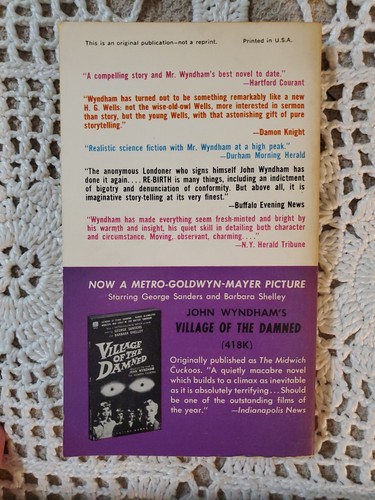 This is an original publication—not a reprint. Printed in U.S.A.
"A compelling story and Mr. Wyndham's best novel to date."
—Hartford Courant
"Wyndham has turned out to be something remarkably like a new
H. G. Wells: not the wise-old-owl Wells, more interested in sermon
than story, but the young Wells, with that astonishing gift of pure
storytelling."
—Damon Knight
"Realistic science fiction with Mr. Wyndham at a high peak."
—Durham Morning Herald
"The anonymous Londoner who signs himself John Wyndham has
done it again.... RE-BIRTH is many things, including an indictment
of bigotry and denunciation of conformity. But above all, it is
imaginative story-telling at its very finest."
—Buffalo Evening News
"Wyndham has made everything seem fresh-minted and bright by
his warmth and insight, his quiet skill in detailing both character
and circumstance. Moving, observant, charming...."
—N.Y. Herald Tribune
NOW A METRO-GOLDWYN-MAYER PICTURE
Starring George Sanders and Barbara Shelley
JOHN WYNDHAM'S
VILLAGE OF THE DAMNED
(418K)
Originally published as The Midwich
Cuckoos. "A quietly macabre novel
which builds to a climax as inevitable
as it is absolutely terrifying...Should
be one of the outstanding films of
the year." —Indianapolis News
VILLAGE
OF THE
DAMNED